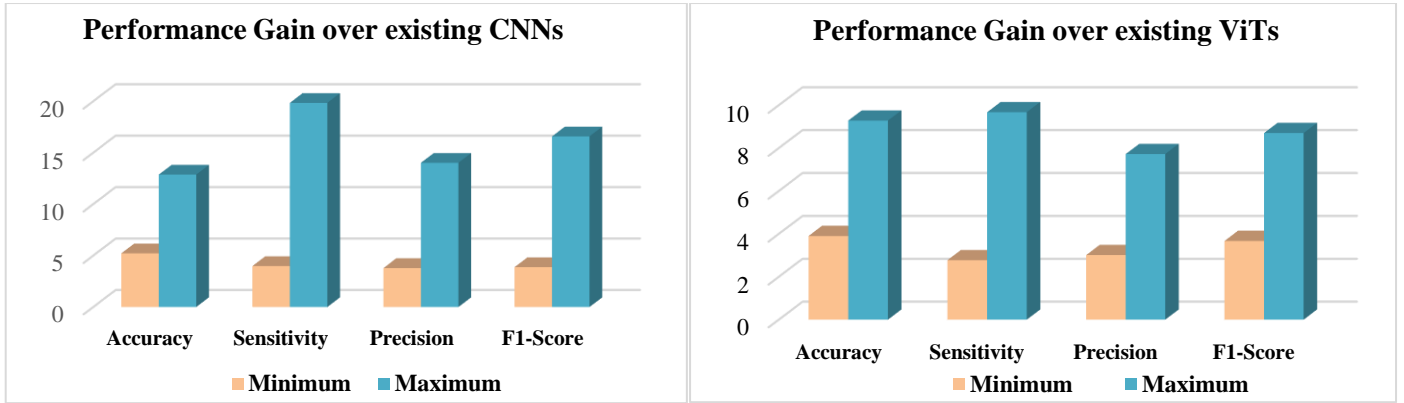 Performance Gain over existing CNNs
20
15
10
5
0
Accuracy Sensitivity Precision F1-Score
Minimum Maximum
Performance Gain over existing ViTs
10
8
6
4
2
0
Accuracy Sensitivity Precision F1-Score
Minimum Maximum